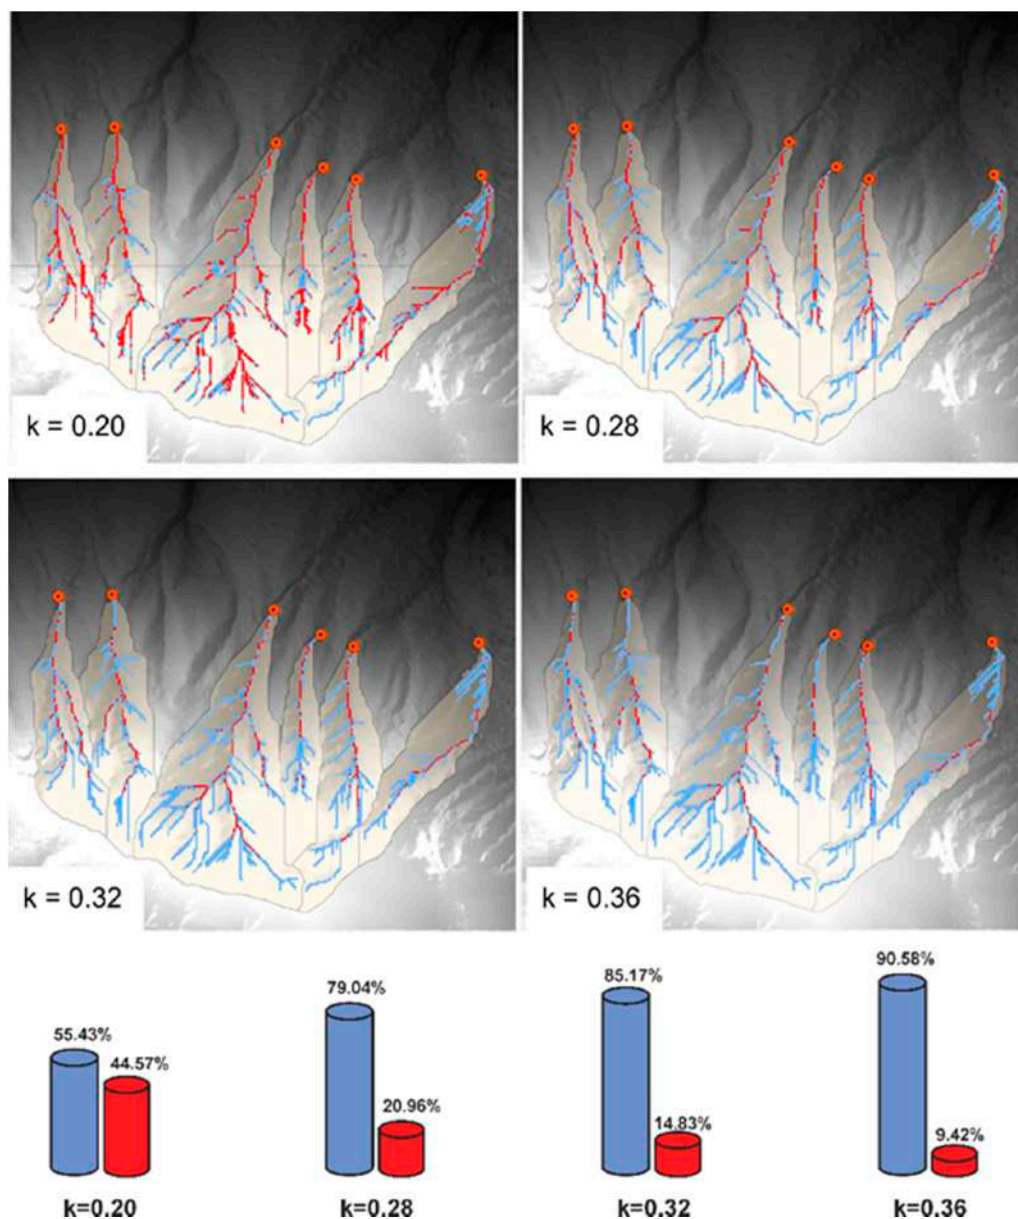 k = 0.20
k = 0.28
k = 0.32
k = 0.36
55.43%
44.57%
79.04%
20.96%
85.17%
14.83%
90.58%
9.42%
k=0.20
k=0.28
k=0.32
k=0.36